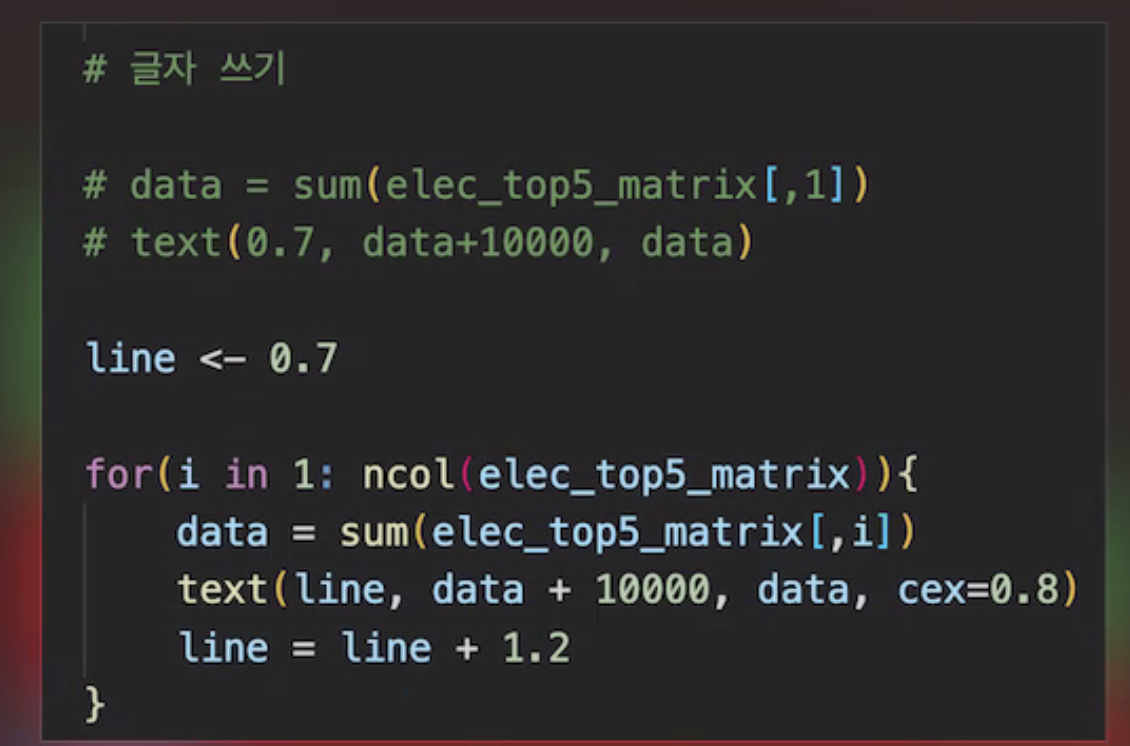 # 글자 쓰기
# data = sum(elec_top5_matrix[,1])
# text(0.7, data+10000, data)
line <- 0.7
for(i in 1: ncol(elec_top5_matrix)){
    data = sum(elec_top5_matrix[,i])
    text(line, data + 10000, data, cex=0.8)
    line = line + 1.2
}